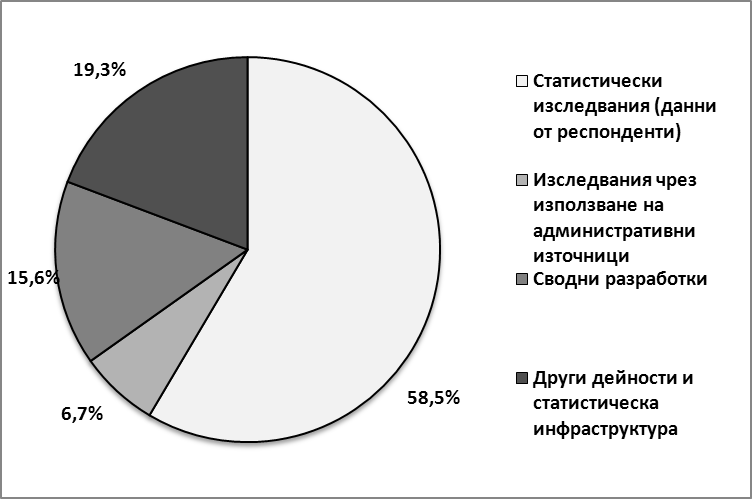 19,3%
15,6%
6,7%
58,5%
Статистически
изследвания (данни
от респонденти)
Изследвания чрез
използване на
административни
източници
Сводни разработки
Други дейности и
статистическа
инфраструктура